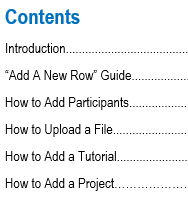 Contents
Introduction......................................
“Add A New Row” Guide..................
How to Add Participants...................
How to Upload a File........................
How to Add a Tutorial.......................
How to Add a Project…………………